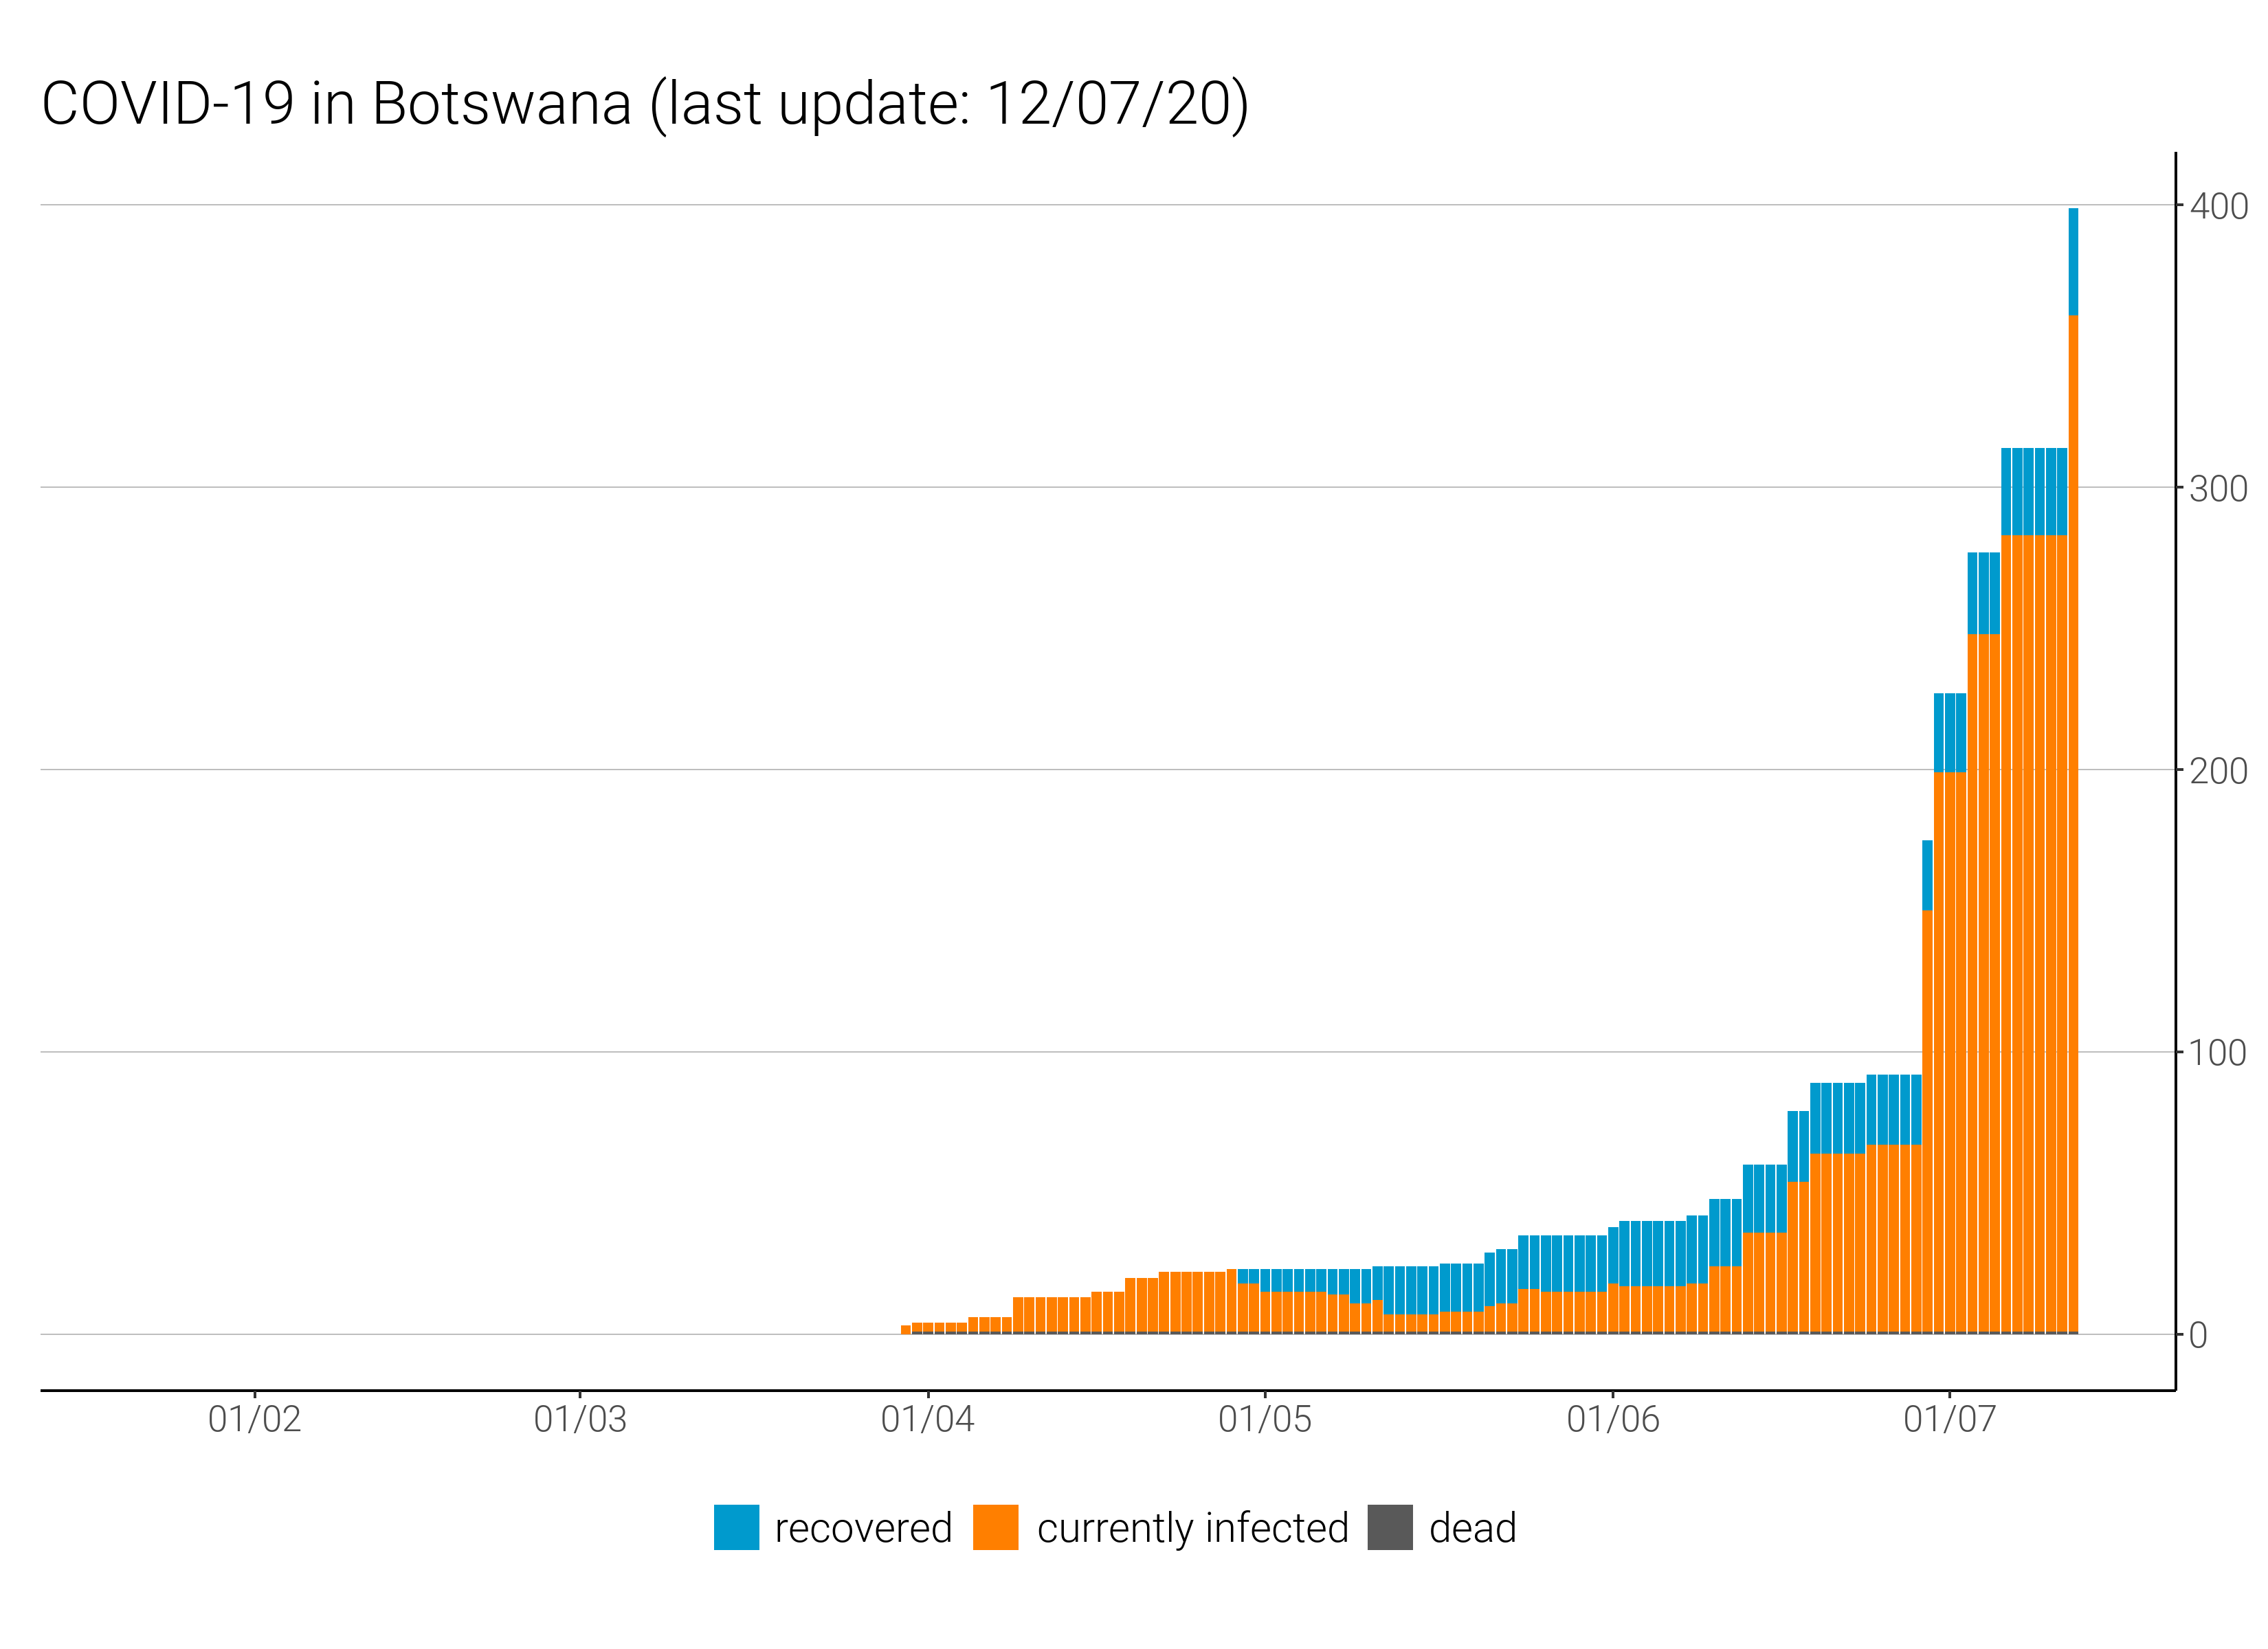 COVID-19 in Botswana (last update: 12/07/20)
400
300
200
100
0
01/02 01/03 01/04 01/05 01/06 01/07
recovered currently infected dead